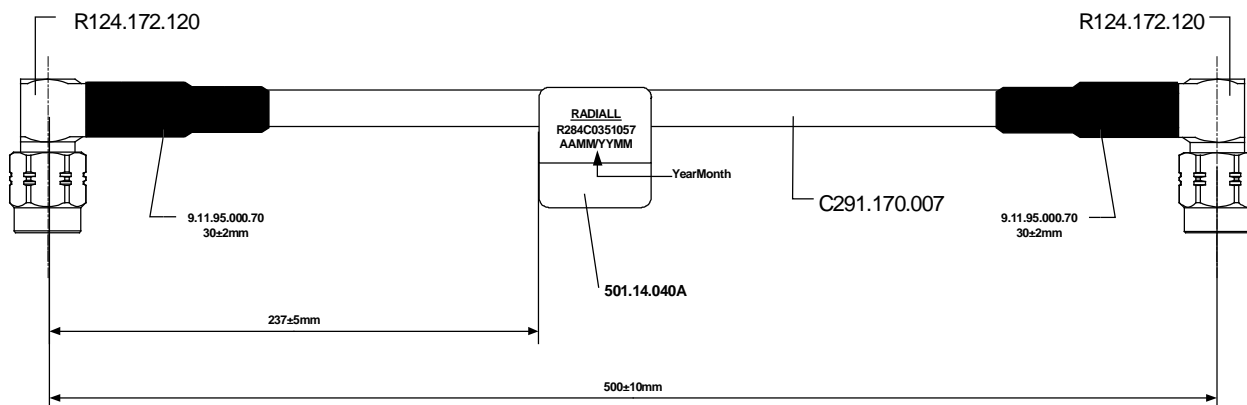 R124.172.120
R124.172.120
RADIALL
R284C0351057
AAMM/YYMM
YearMonth
C291.170.007
9.11.95.000.70
30±2mm
9.11.95.000.70
30±2mm
501.14.040A
237±5mm
500±10mm